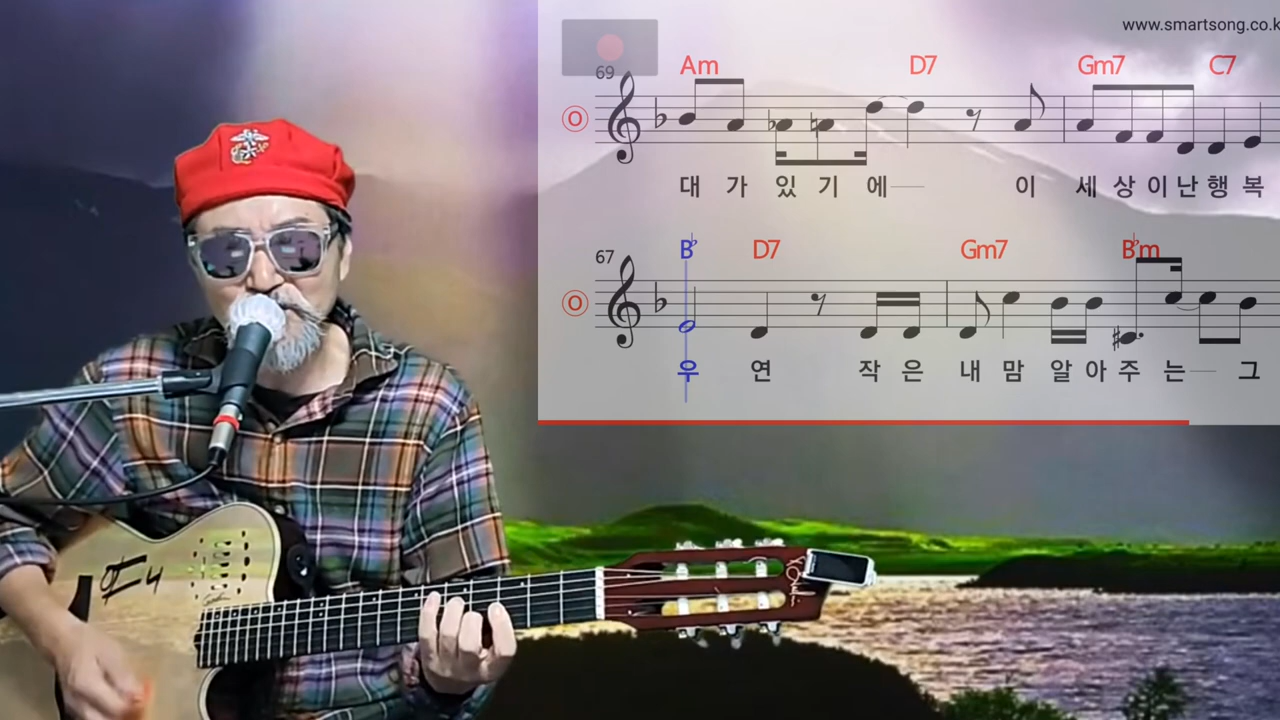 www.smartsong.co.k
69 Am D7 Gm7 C7
대 가 있 기 에 이 세 상 이 난 행 복
67 B♭ D7 Gm7 B♭m
우 연 작 은 내 맘 알 아 주 는 그